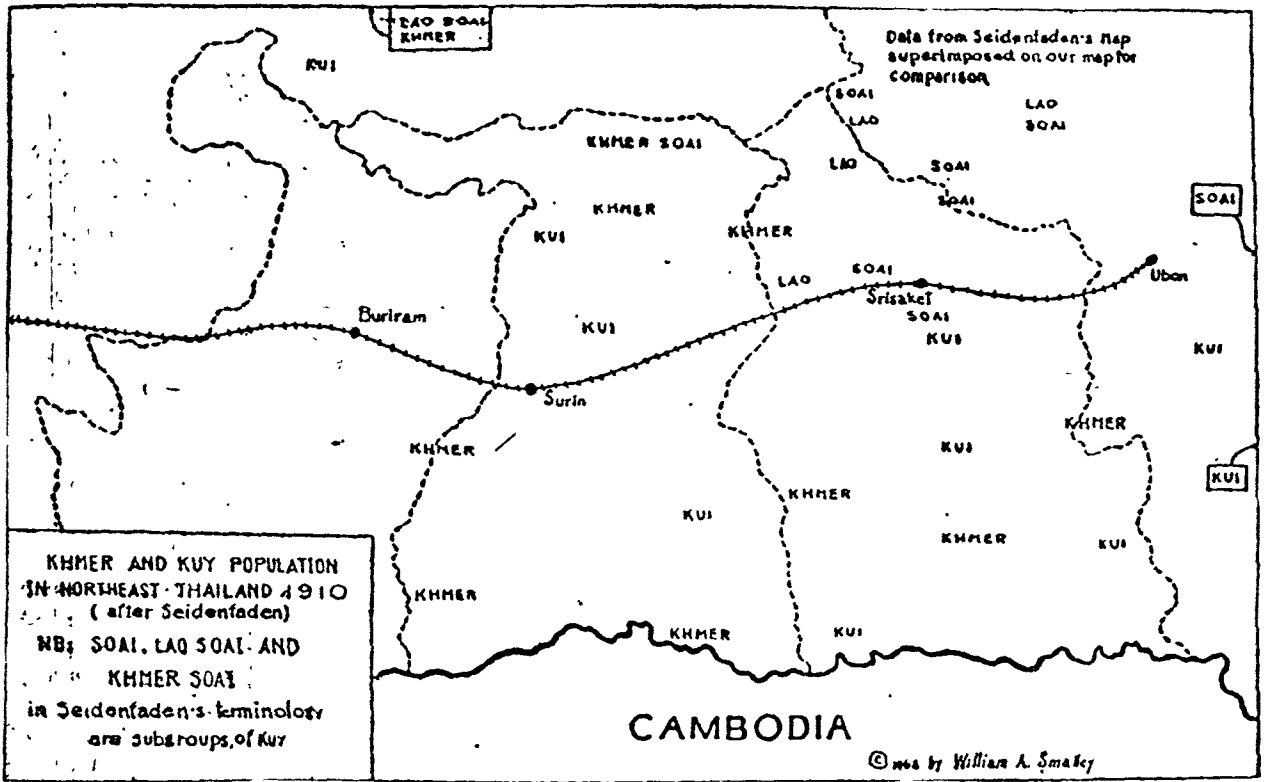 LAO SOAI
KHMER
Data from Seidenfaden's Map
superimposed on our map for
comparison
KUI
SOAI
LAO
LAO
SOAI
KHMER SOAI
LAO
SOAI
SOAI
SOAI
KHMER
KUI
KHMER
LAO
SOAI
Srisaket
SOAI
Ubon
Buriram
KUI
KUI
KUI
Surin
KHMER
KHMER
KUI
KUI
KHMER
KUI
KHMER
KUI
KHMER
KHMER
KUI
KHMER AND KUY POPULATION
IN NORTHEAST THAILAND 1910
(after Seidenfaden)
NB: SOAI, LAO SOAI AND
KHMER SOAI
in Seidenfaden's terminology
are subgroups of Kuy
CAMBODIA
© by William A. Smalley